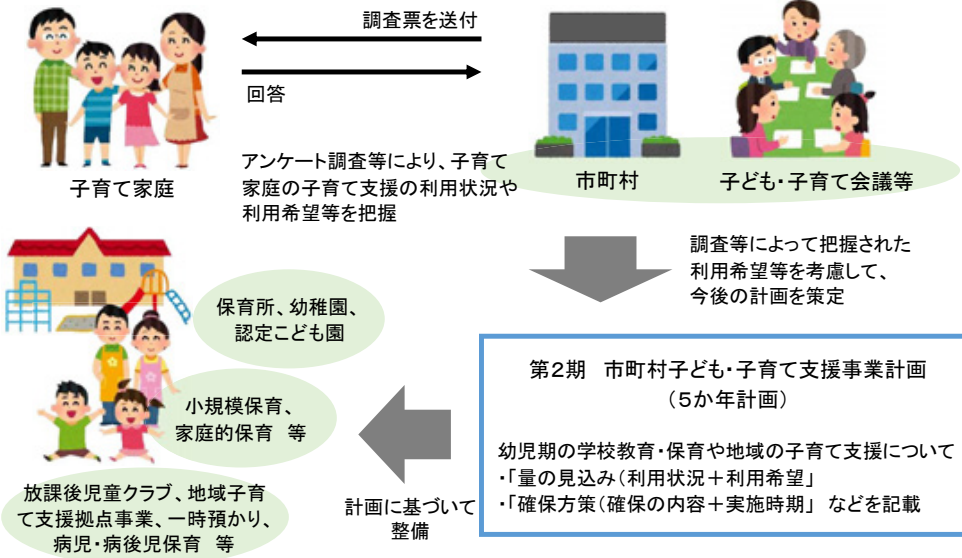 調査票を送付
回答
子育て家庭
アンケート調査等により、子育て
家庭の子育て支援の利用状況や
利用希望等を把握
市町村
子ども・子育て会議等
調査等によって把握された
利用希望等を考慮して、
今後の計画を策定
第2期　市町村子ども・子育て支援事業計画
（5か年計画）
幼児期の学校教育・保育や地域の子育て支援について
・「量の見込み（利用状況＋利用希望」
・「確保方策（確保の内容＋実施時期」 などを記載
計画に基づいて
整備
保育所、幼稚園、
認定こども園
小規模保育、
家庭的保育 等
放課後児童クラブ、地域子育
て支援拠点事業、一時預かり、
病児・病後児保育 等